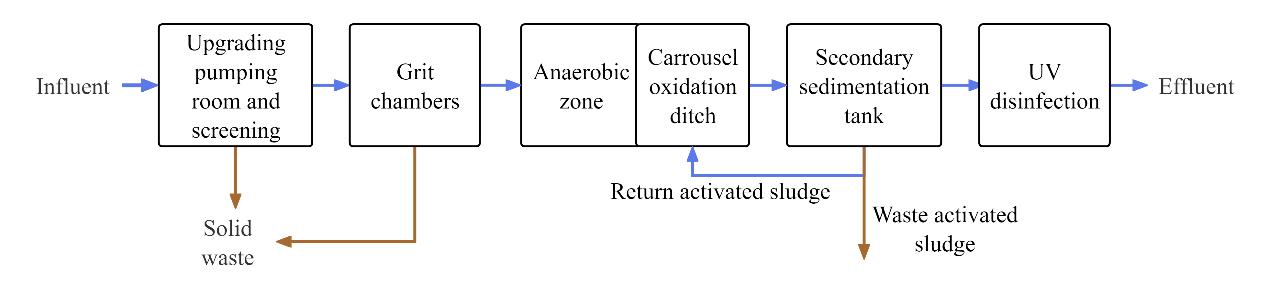 Influent
Upgrading
pumping
room and
screening
Grit
chambers
Anaerobic
zone
Carrousel
oxidation
ditch
Secondary
sedimentation
tank
UV
disinfection
Effluent
Return activated sludge
Waste activated
sludge
Solid
waste